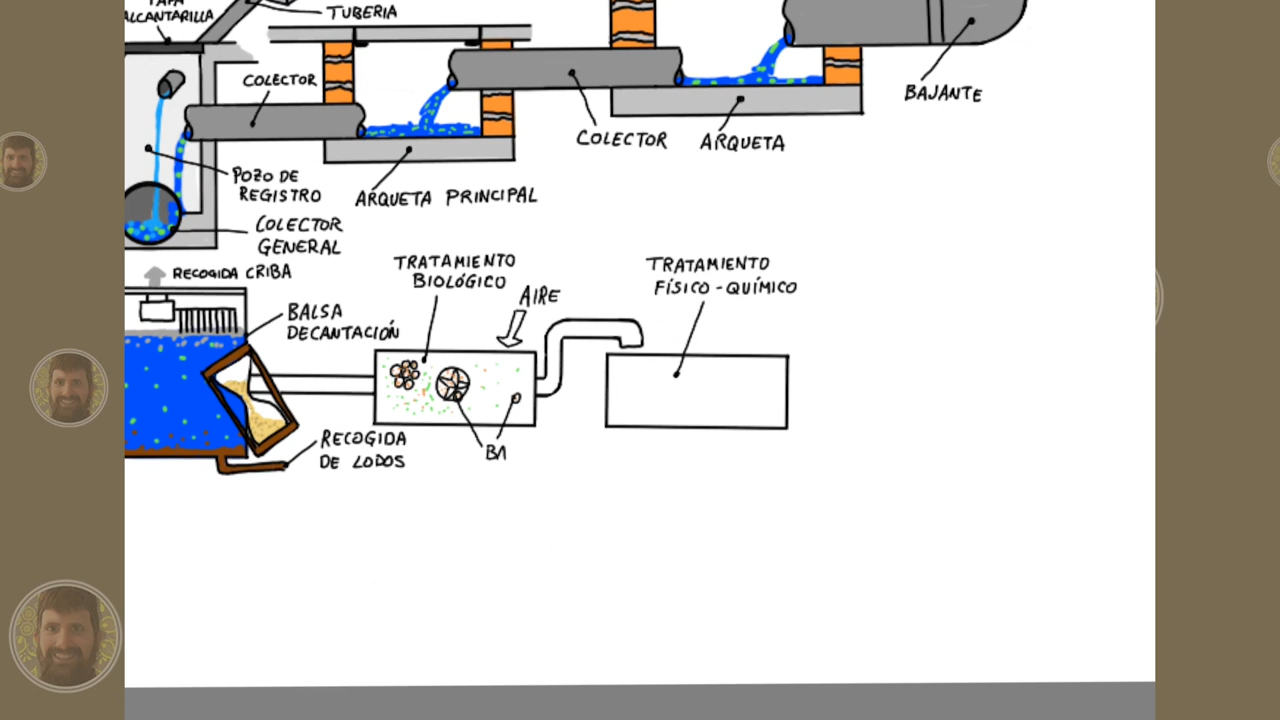 TAPA
ALCANTARILLA
TUBERIA
COLECTOR
BAJANTE
COLECTOR
ARQUETA
POZO DE
REGISTRO
ARQUETA PRINCIPAL
COLECTOR
GENERAL
RECOGIDA CRIBA
TRATAMIENTO
BIOLÓGICO
TRATAMIENTO
FÍSICO-QUÍMICO
AIRE
BALSA
DECANTACIÓN
RECOGIDA
DE LODOS